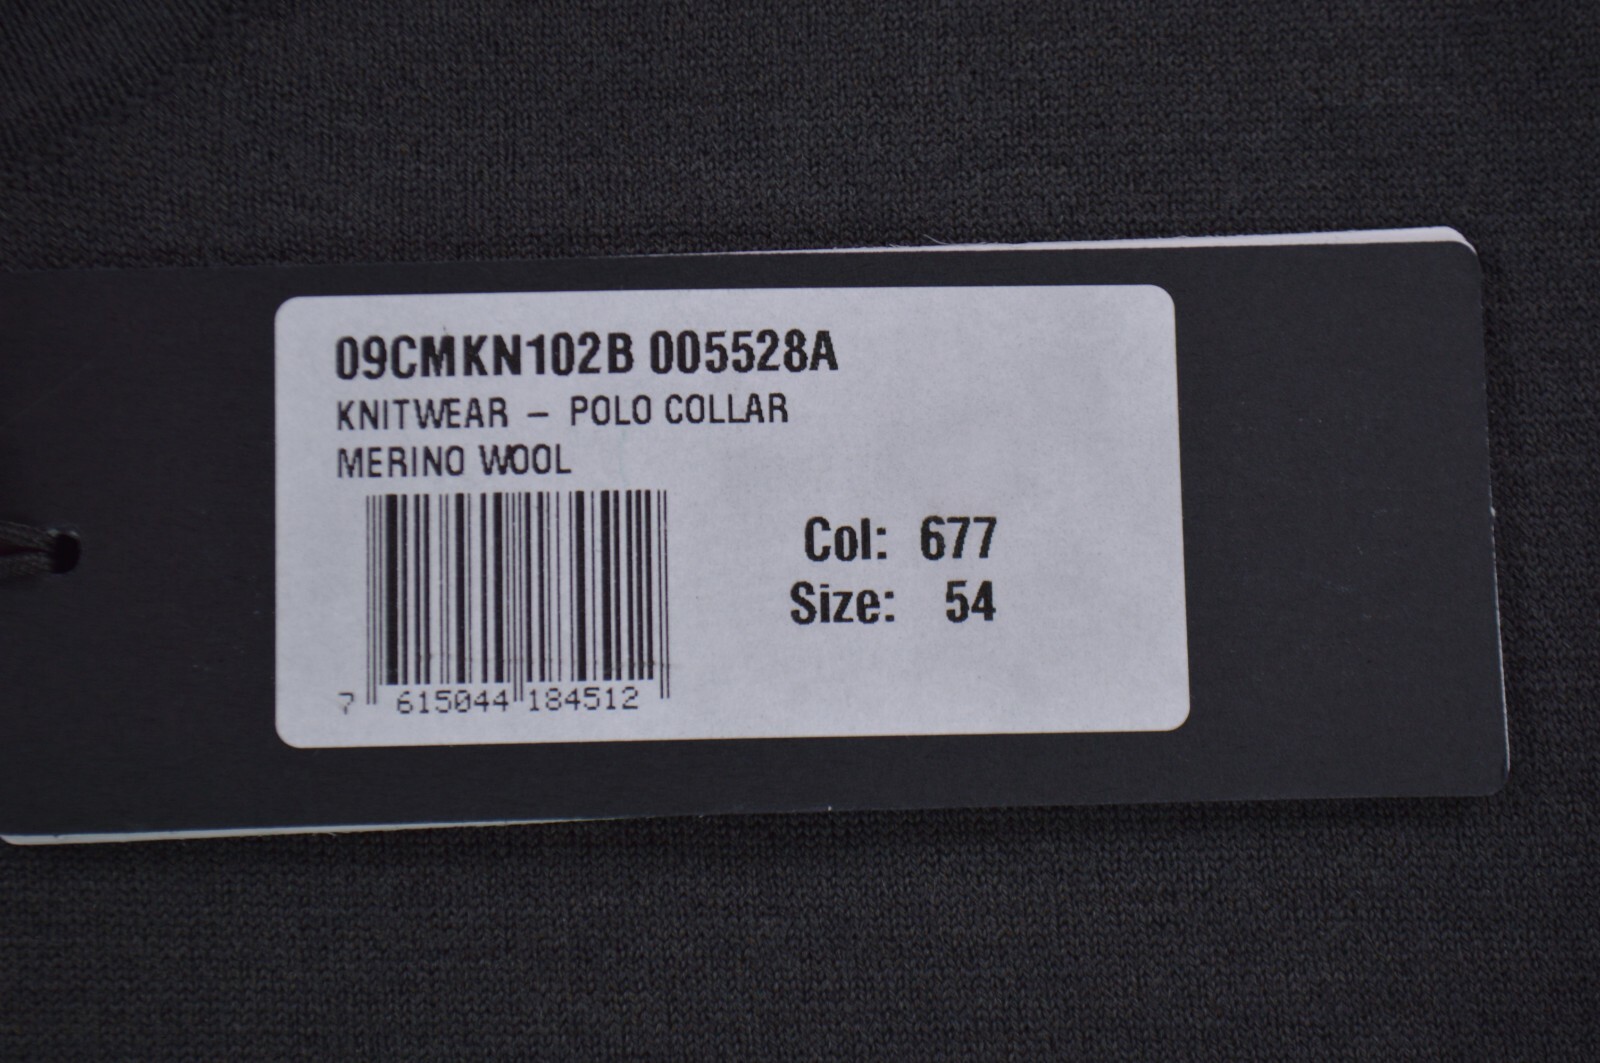 09CMKN102B 005528A
KNITWEAR – POLO COLLAR
MERINO WOOL
Col: 677
Size: 54
7 615044 184512